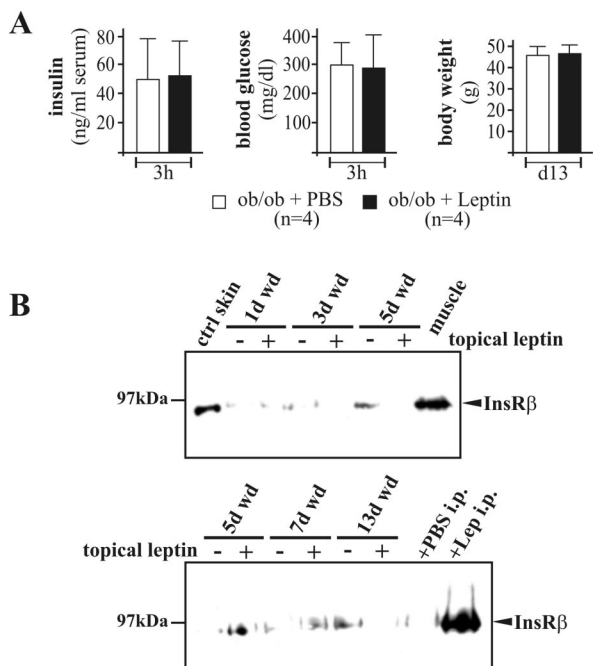 A
insulin
(ng/ml serum)
80
60
40
20
3h
blood glucose
(mg/dl)
400
300
200
100
3h
body weight
(g)
50
40
30
20
10
d13
ob/ob + PBS
(n=4)
ob/ob + Leptin
(n=4)
B
ctrl skin 1d wd 3d wd 5d wd muscle
- + - + - + topical leptin
97kDa InsRβ
5d wd 7d wd 13d wd +PBS i.p. +Lep i.p.
topical leptin - + - + - +
97kDa InsRβ